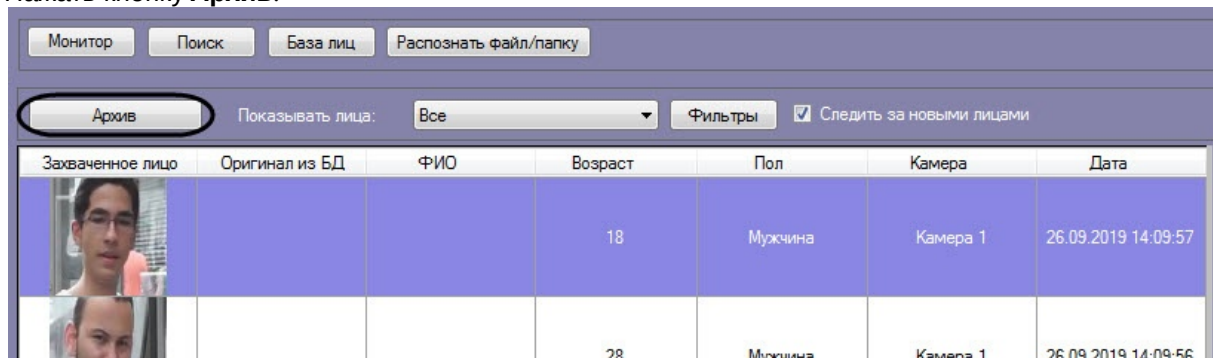 Нажать кнопку Архив.
Монитор Поиск База лиц Распознать файл/папку
Архив Показывать лица: Все Фильтры Следить за новыми лицами
Захваченное лицо Оригинал из БД ФИО Возраст Пол Камера Дата
18 Мужчина Камера 1 26.09.2019 14:09:57
28 Мужчина Камера 1 26.09.2019 14:09:56